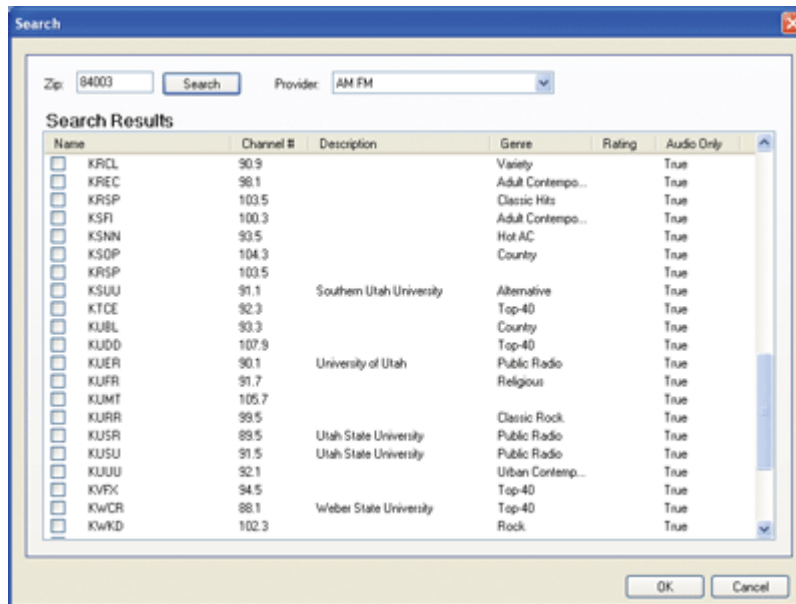 Search
Zip: 84003 Search Provider: AM FM
Search Results
Name Channel # Description Genre Rating Audio Only
KRCL 90.9 Variety True
KREC 98.1 Adult Contempo... True
KRSP 103.5 Classic Hits True
KSFI 100.3 Adult Contempo... True
KSNN 93.5 Hot AC True
KSOP 104.3 Country True
KRSP 103.5 True
KSUU 91.1 Southern Utah University Alternative True
KTCE 92.3 Top-40 True
KUBL 93.3 Country True
KUDD 107.9 Top-40 True
KUER 90.1 University of Utah Public Radio True
KUFR 91.7 Religious True
KUMT 105.7 True
KURR 99.5 Classic Rock True
KUSR 89.5 Utah State University Public Radio True
KUSU 91.5 Utah State University Public Radio True
KUUU 92.1 Urban Contemp... True
KVFX 94.5 Top-40 True
KWCR 88.1 Weber State University Top-40 True
KWKD 102.3 Rock True
OK Cancel